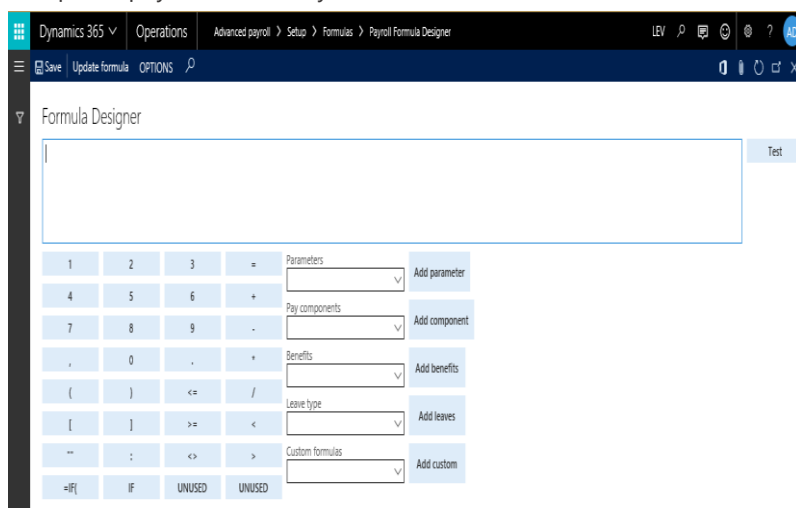 Dynamics 365 Operations Advanced payroll > Setup > Formulas > Payroll Formula Designer LEV ? AD
Save Update formula OPTIONS
Formula Designer
Test
1 2 3 = Parameters Add parameter
4 5 6 + Pay components
7 8 9 - Add component
, 0 . * Benefits Add benefits
( ) <= / Leave type
[ ] >= < Add leaves
"" : <> > Custom formulas Add custom
=IF( IF UNUSED UNUSED